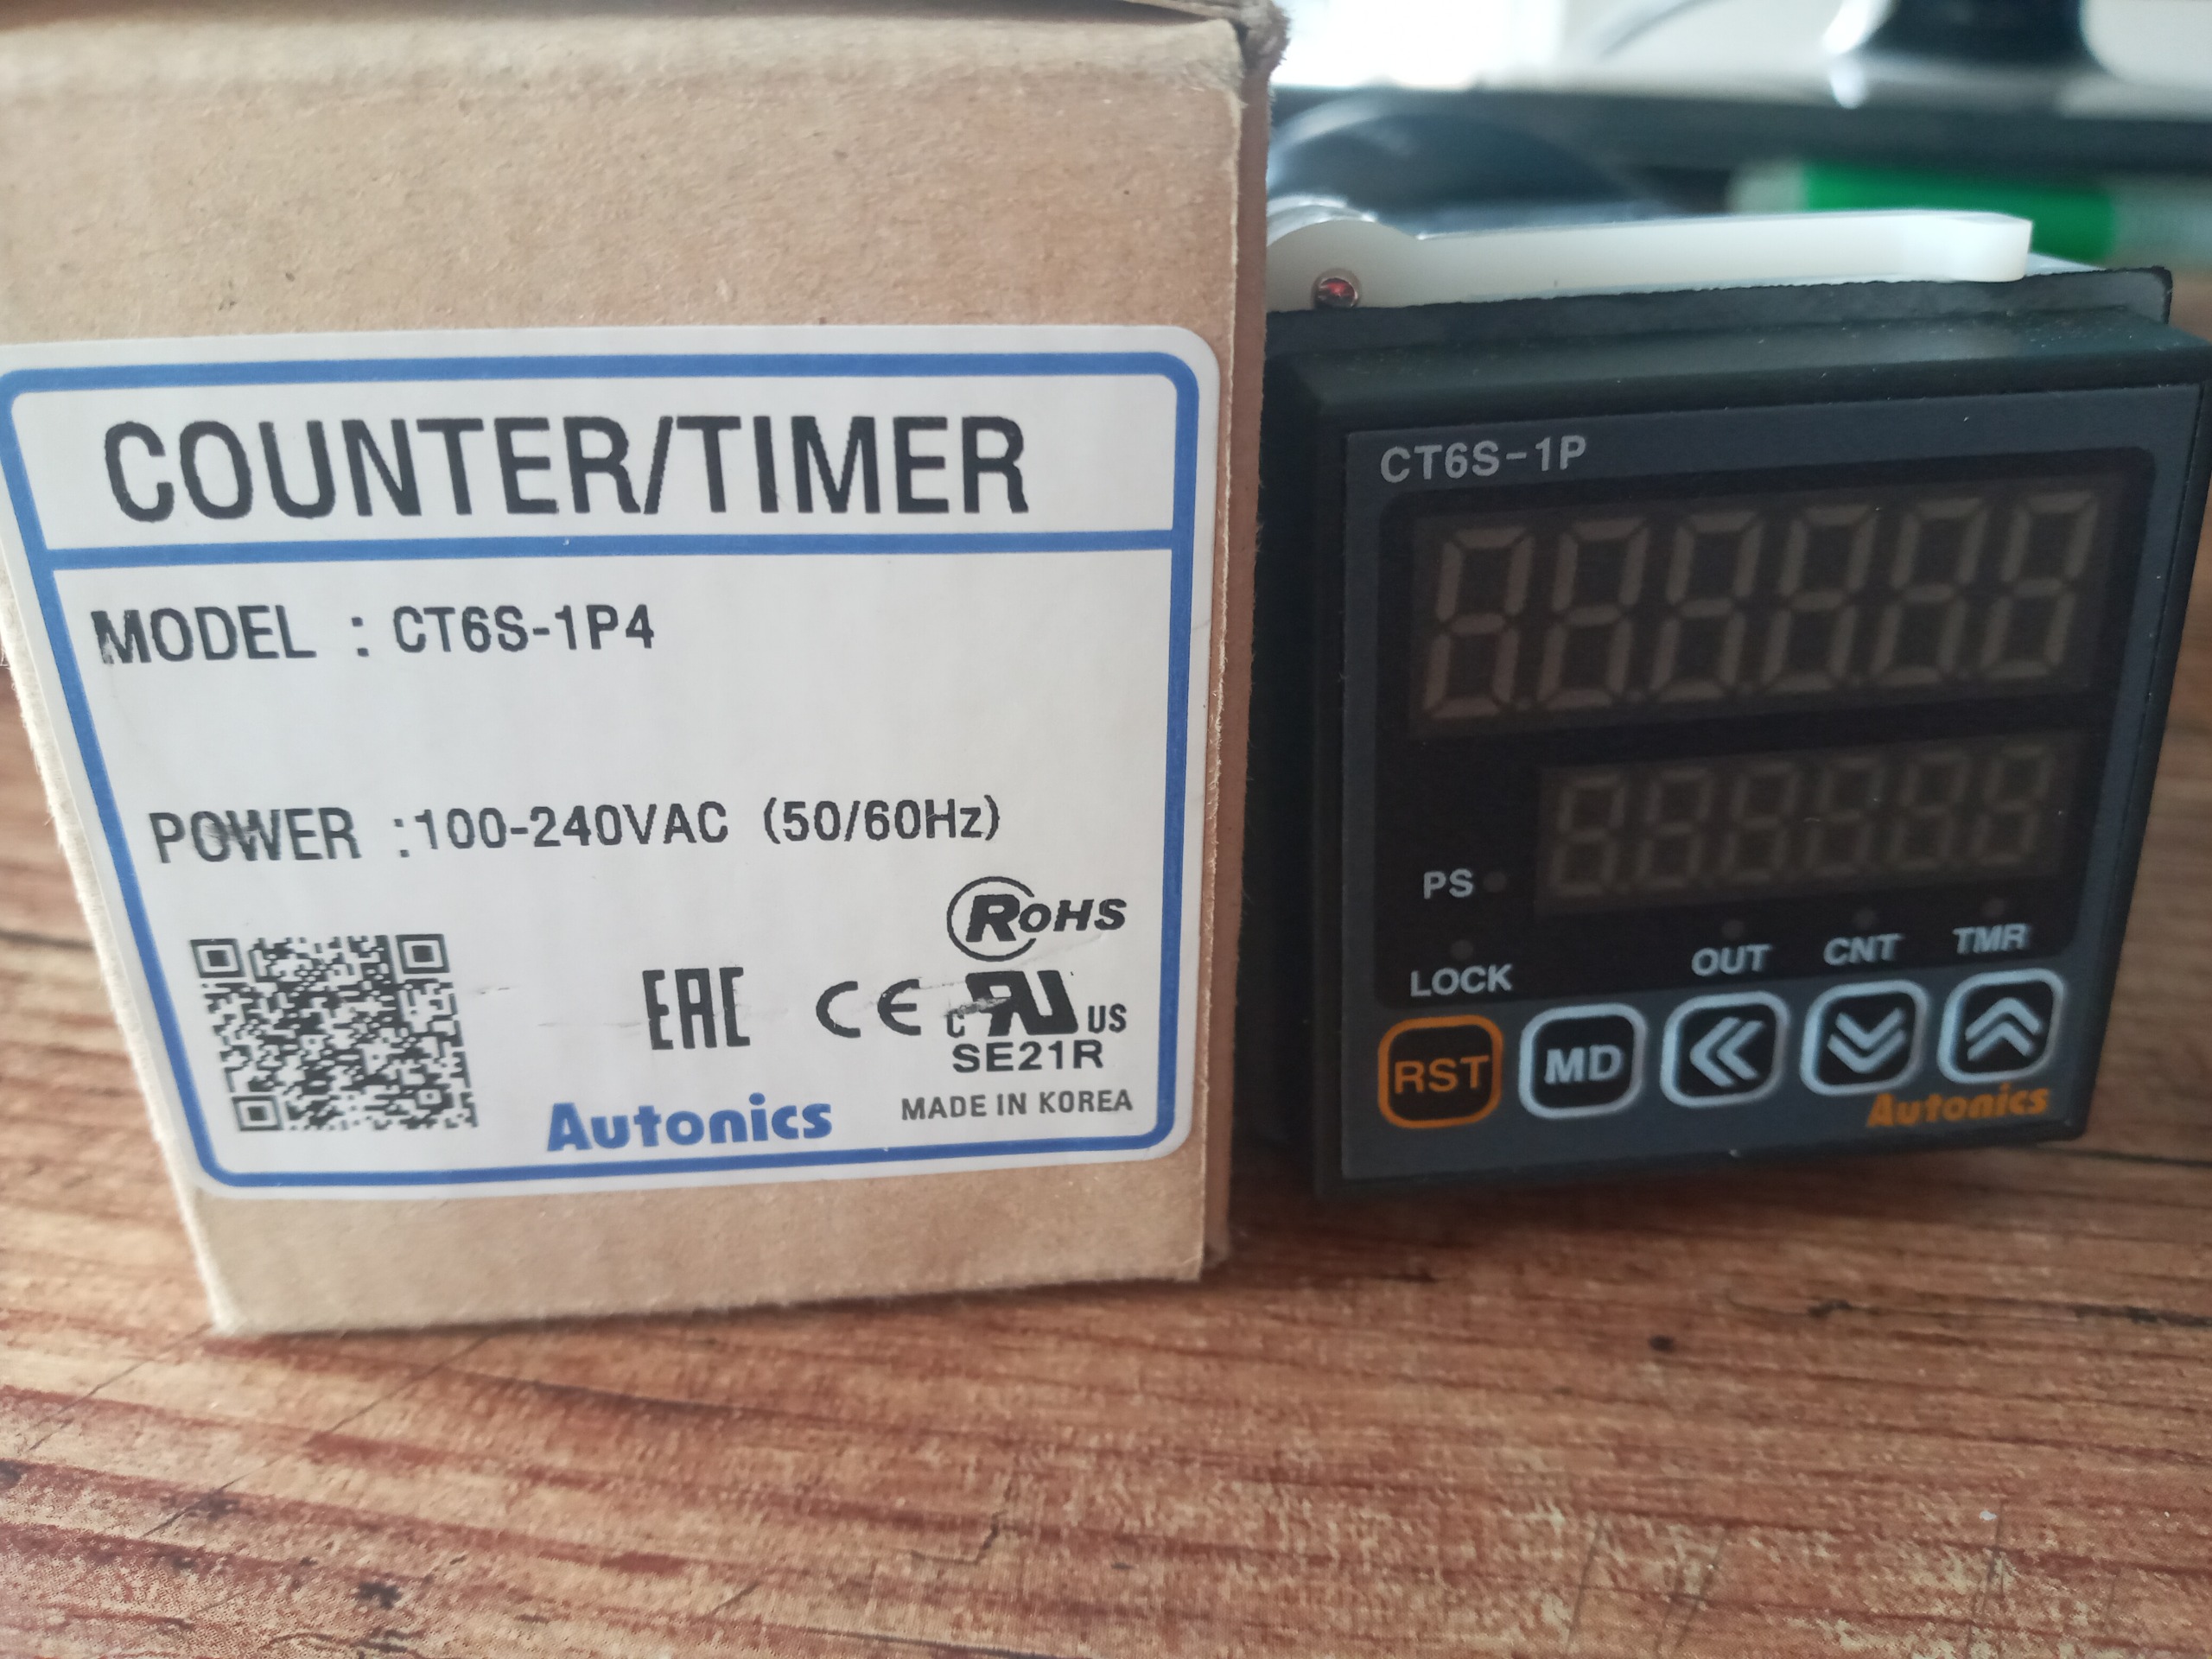 COUNTER/TIMER
MODEL : CT6S-1P4
POWER :100-240VAC (50/60Hz)
RoHS
EAC CE c RU US
SE21R
Autonics MADE IN KOREA
CT6S-1P
PS
LOCK OUT CNT TMR
RST MD
Autonics